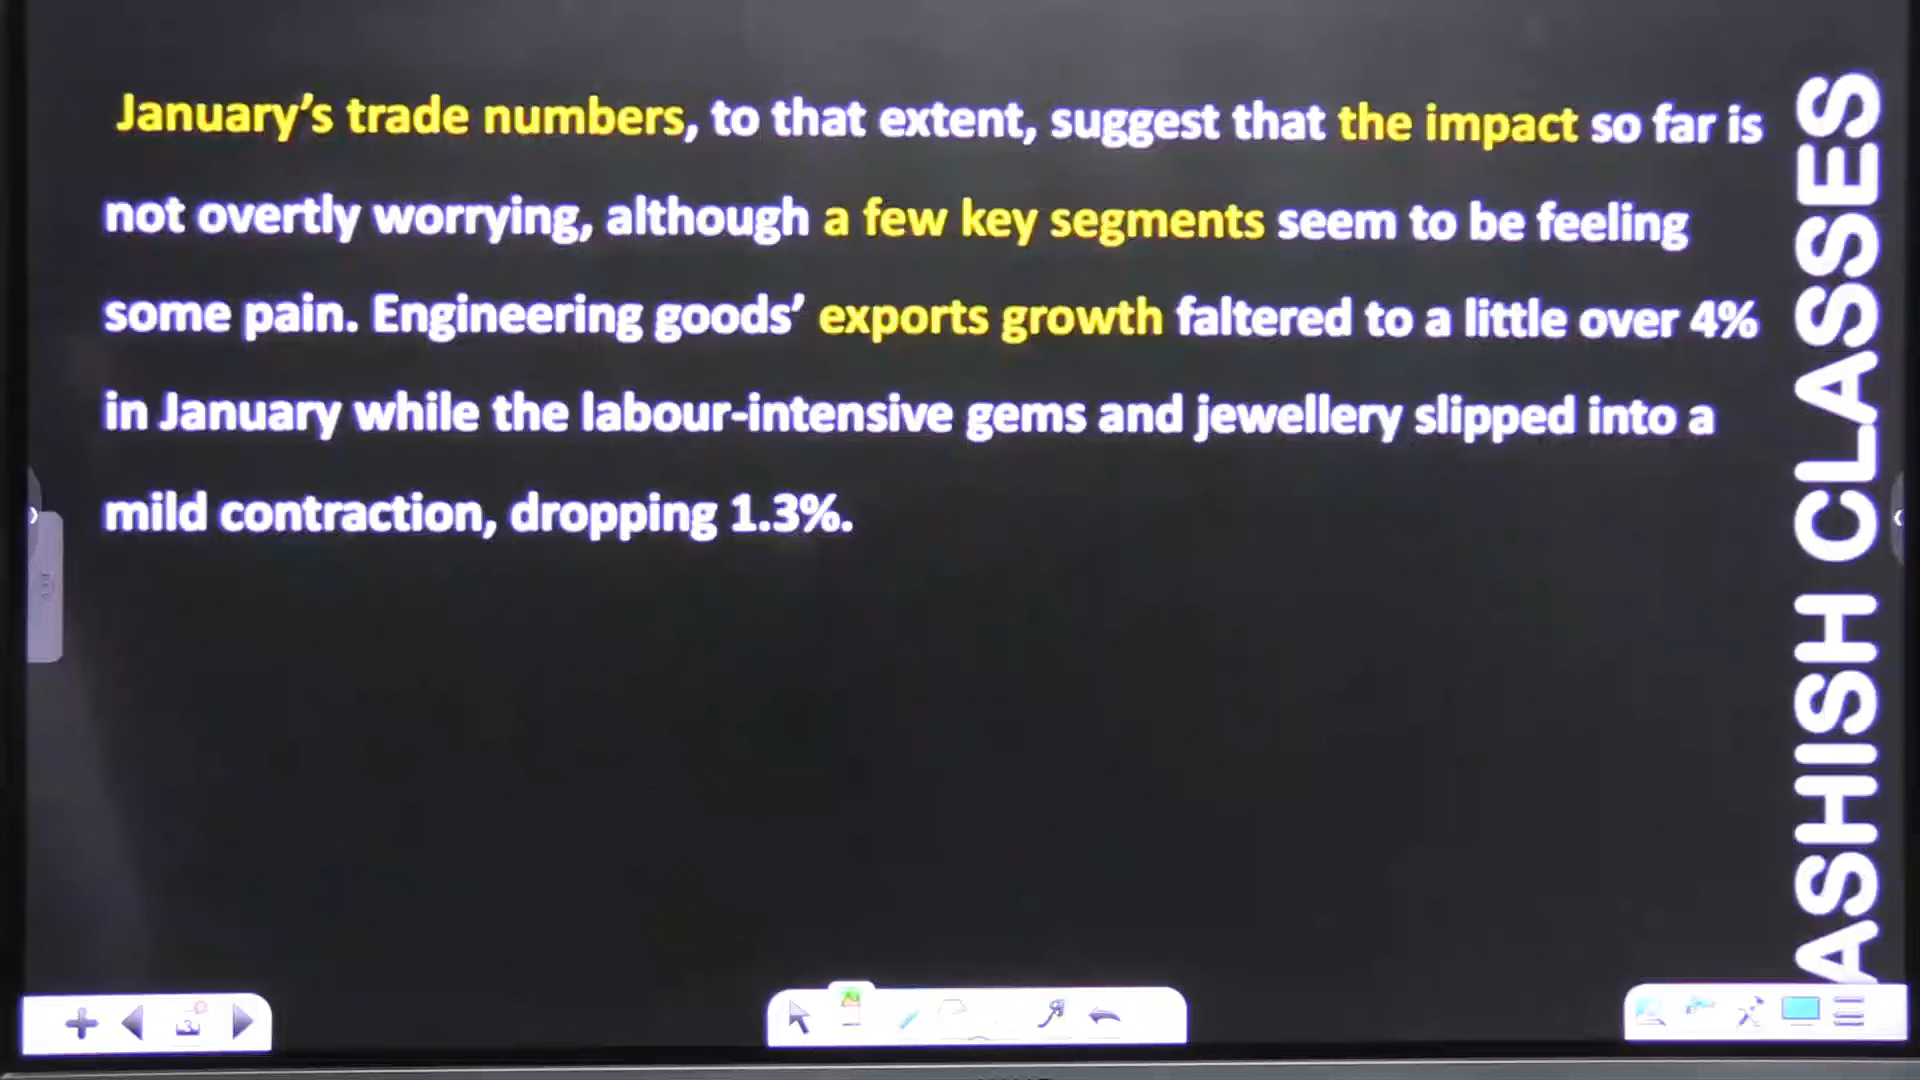 January’s trade numbers, to that extent, suggest that the impact so far is
not overtly worrying, although a few key segments seem to be feeling
some pain. Engineering goods’ exports growth faltered to a little over 4%
in January while the labour-intensive gems and jewellery slipped into a
mild contraction, dropping 1.3%.
ASHISH CLASSES
3